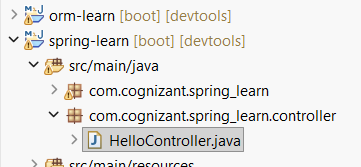 orm-learn [boot] [devtools]
spring-learn [boot] [devtools]
src/main/java
com.cognizant.spring_learn
com.cognizant.spring_learn.controller
HelloController.java
src/main/resources